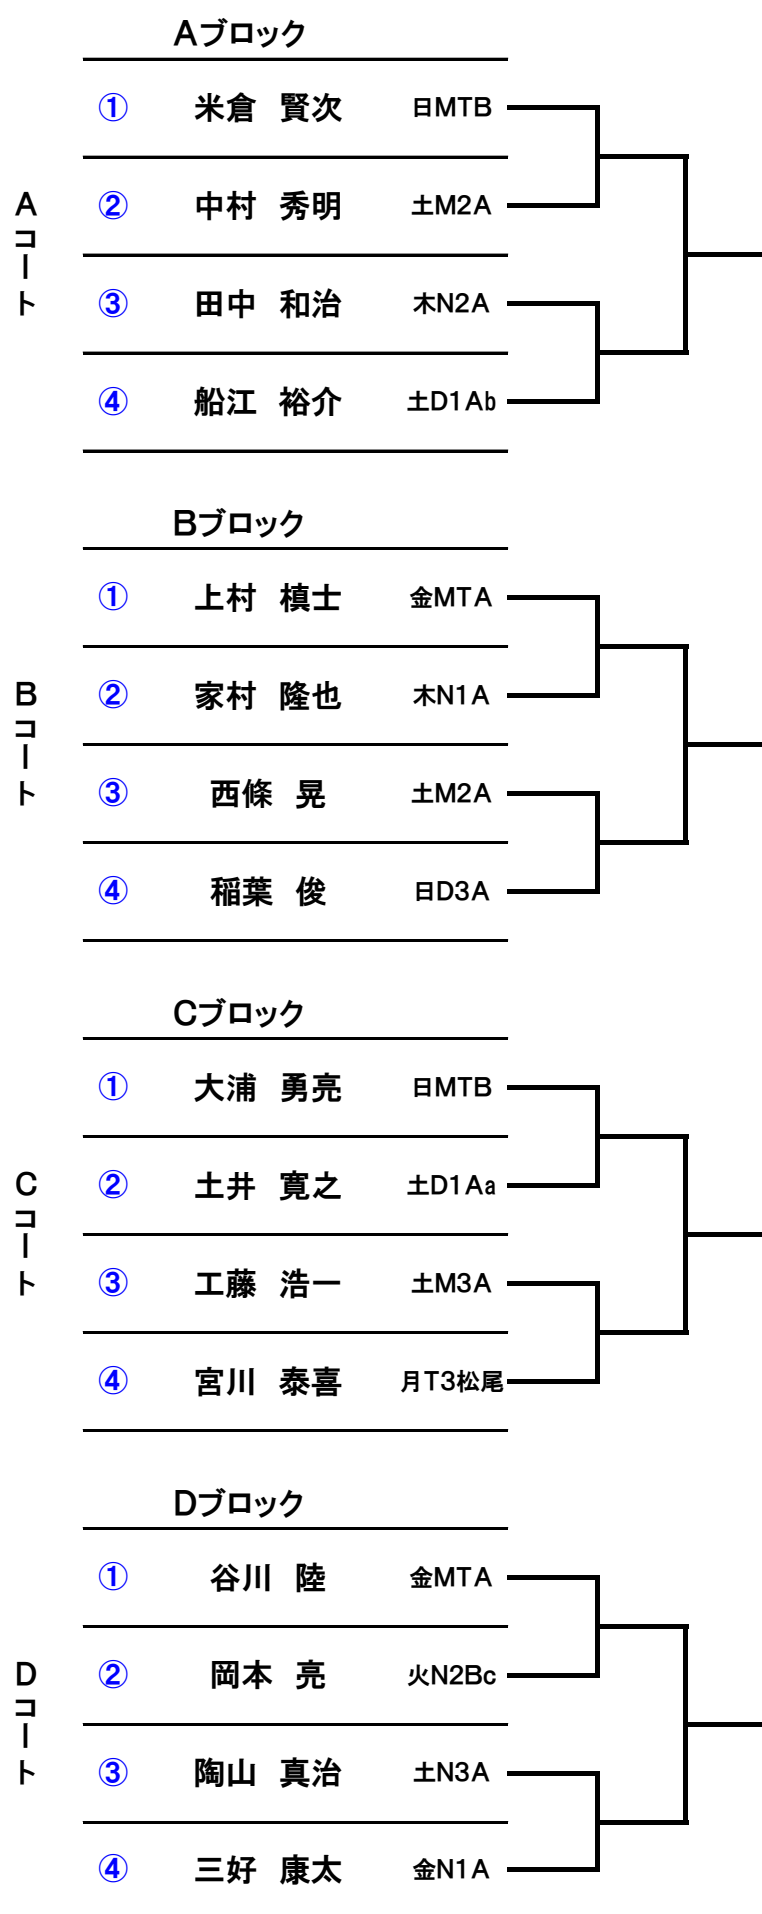 Aブロック
① 米倉 賢次 日MTB
② 中村 秀明 土M2A
Aコート
③ 田中 和治 木N2A
④ 船江 裕介 土D1Ab
Bブロック
① 上村 槙士 金MTA
② 家村 隆也 木N1A
Bコート
③ 西條 晃 土M2A
④ 稲葉 俊 日D3A
Cブロック
① 大浦 勇亮 日MTB
② 土井 寛之 土D1Aa
Cコート
③ 工藤 浩一 土M3A
④ 宮川 泰喜 月T3松尾
Dブロック
① 谷川 陸 金MTA
② 岡本 亮 火N2Bc
Dコート
③ 陶山 真治 土N3A
④ 三好 康太 金N1A